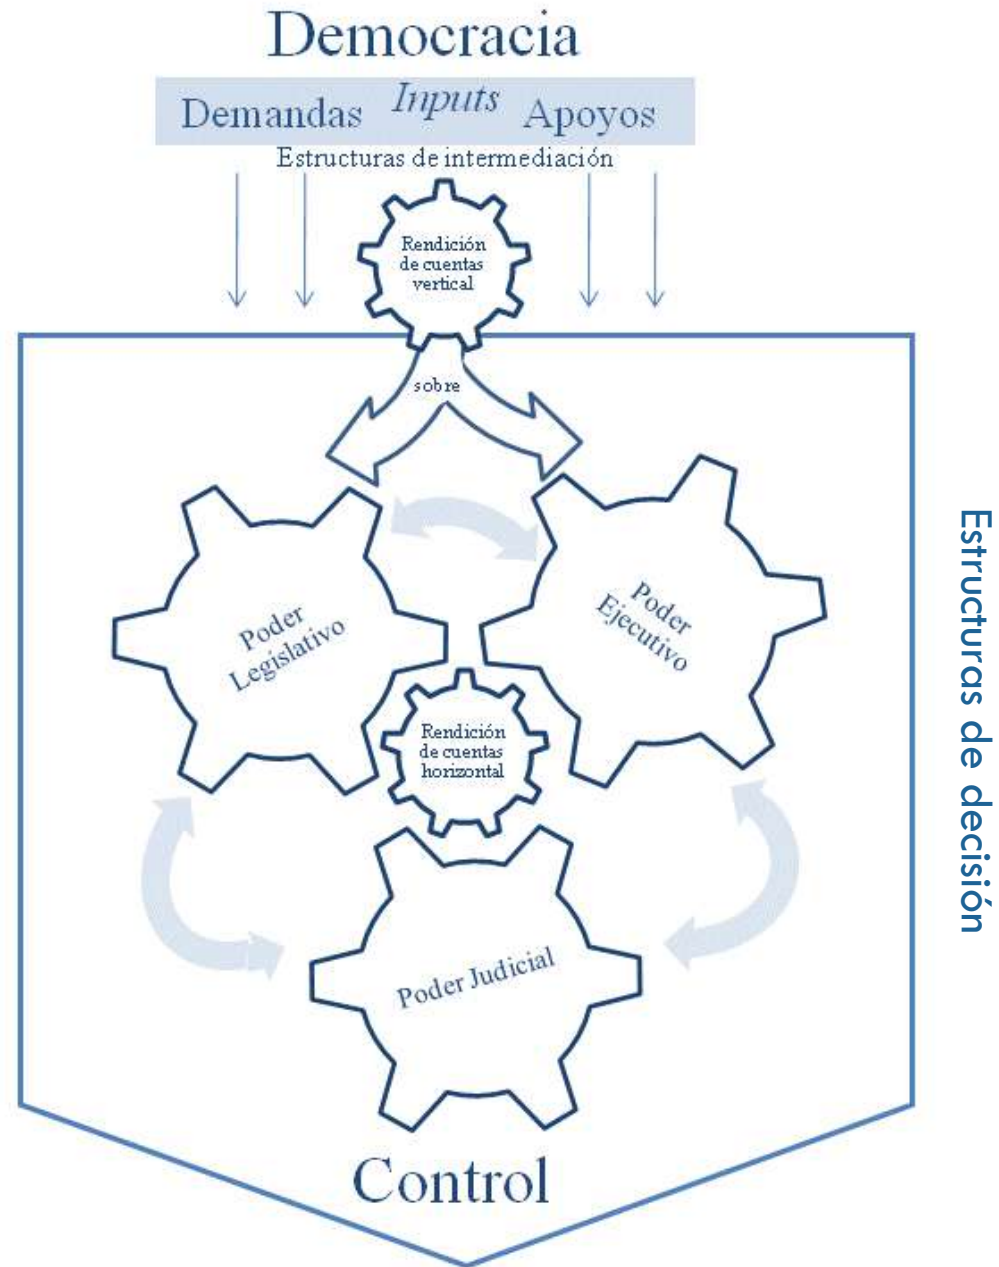 Democracia
Demandas Inputs Apoyos
Estructuras de intermediación
Rendición
de cuentas
vertical
sobre
Poder
Legislativo
Poder
Ejecutivo
Rendición
de cuentas
horizontal
Poder Judicial
Control
Estructuras de decisión